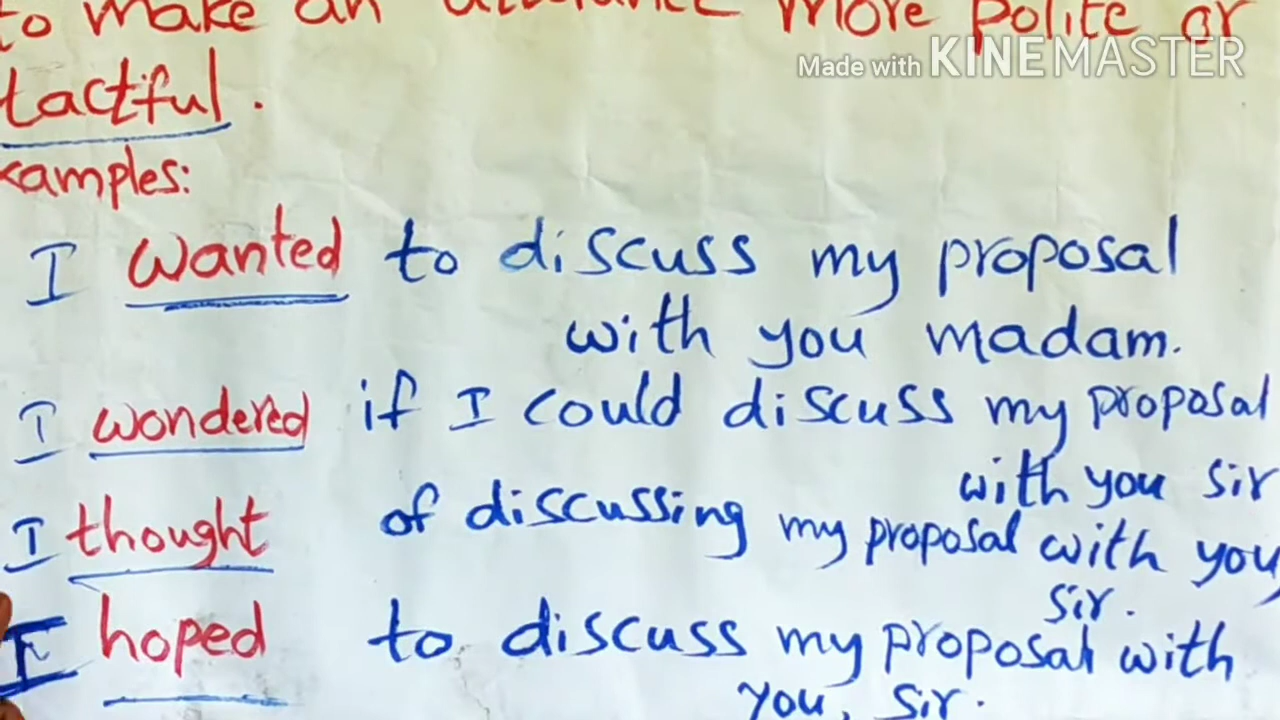 to make an utterance more polite or
Made with KINEMASTER
tactful.
xamples:
I wanted to discuss my proposal
with you madam.
I wondered if I could discuss my proposal
with you sir
I thought of discussing my proposal with you
sir.
I hoped to discuss my proposal with
you, sir.